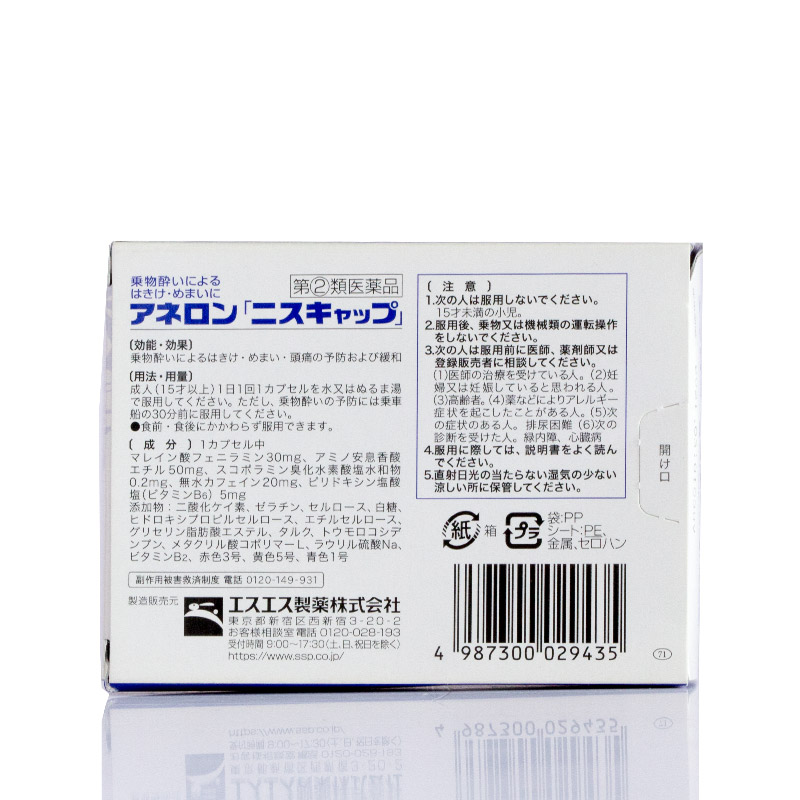 乗物酔いによる
はきけ・めまいに
指②類医薬品
アネロン「ニスキャップ」
〔効能・効果〕
乗物酔いによるはきけ・めまい・頭痛の予防および緩和
〔用法・用量〕
成人(15才以上)1日1回1カプセルを水又はぬるま湯
で服用してください。ただし、乗物酔いの予防には乗車
船の30分前に服用してください。
●食前・食後にかかわらず服用できます。
〔成分〕1カプセル中
マレイン酸フェニラミン30mg、アミノ安息香酸
エチル50mg、スコポラミン臭化水素酸塩水和物
0.2mg、無水カフェイン20mg、ピリドキシン塩酸
塩(ビタミンB6) 5mg
添加物:二酸化ケイ素、ゼラチン、セルロース、白糖、
ヒドロキシプロピルセルロース、エチルセルロース、
グリセリン脂肪酸エステル、タルク、トウモロコシデ
ンプン、メタクリル酸コポリマーL、ラウリル硫酸Na、
ビタミンB2、赤色3号、黄色5号、青色1号
副作用被害救済制度 電話 0120-149-931
製造販売元
エスエス製薬株式会社
東京都新宿区西新宿3-20-2
お客様相談室電話 0120-028-193
受付時間 9:00~17:30(土、日、祝日を除く)
https://www.ssp.co.jp/
〔注意〕
1.次の人は服用しないでください。
15才未満の小児。
2.服用後、乗物又は機械類の運転操作
をしないでください。
3.次の人は服用前に医師、薬剤師又は
登録販売者に相談してください。
(1)医師の治療を受けている人。(2)妊
婦又は妊娠していると思われる人。
(3)高齢者。(4)薬などによりアレルギー
症状を起こしたことがある人。(5)次
の症状のある人。排尿困難 (6)次の
診断を受けた人。緑内障、心臓病
4.服用に際しては、説明書をよく読ん
でください。
5.直射日光の当たらない湿気の少ない
涼しい所に保管してください。
開け口
紙 箱
プラ
袋:PP
シート:PE、
金属、セロハン
4 987300 029435
71